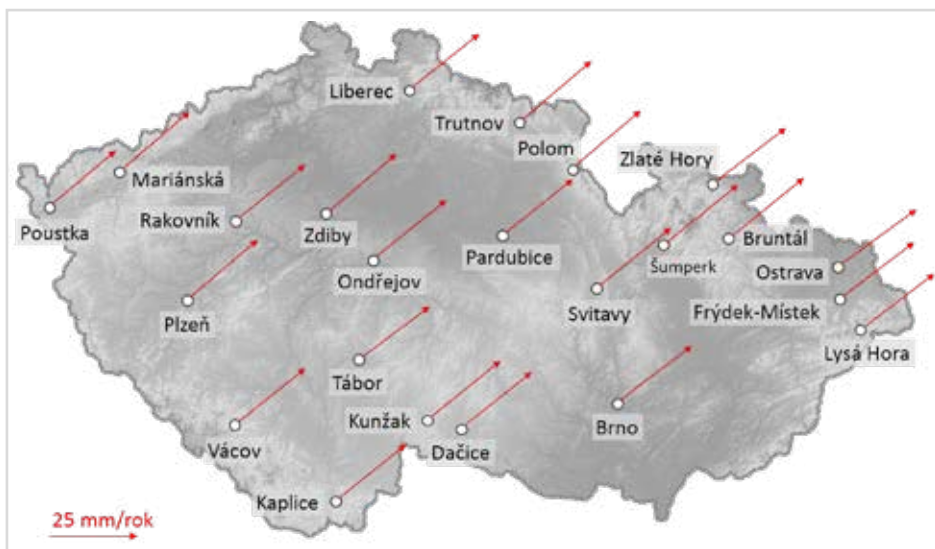 Liberec
Trutnov
Polom
Zlaté Hory
Mariánská
Rakovník
Zdiby
Poustka
Pardubice
Bruntál
Šumperk
Ondřejov
Ostrava
Svitavy
Frýdek-Místek
Plzeň
Lysá Hora
Tábor
Kunžak
Brno
Vácov
Dačice
Kaplice
25 mm/rok